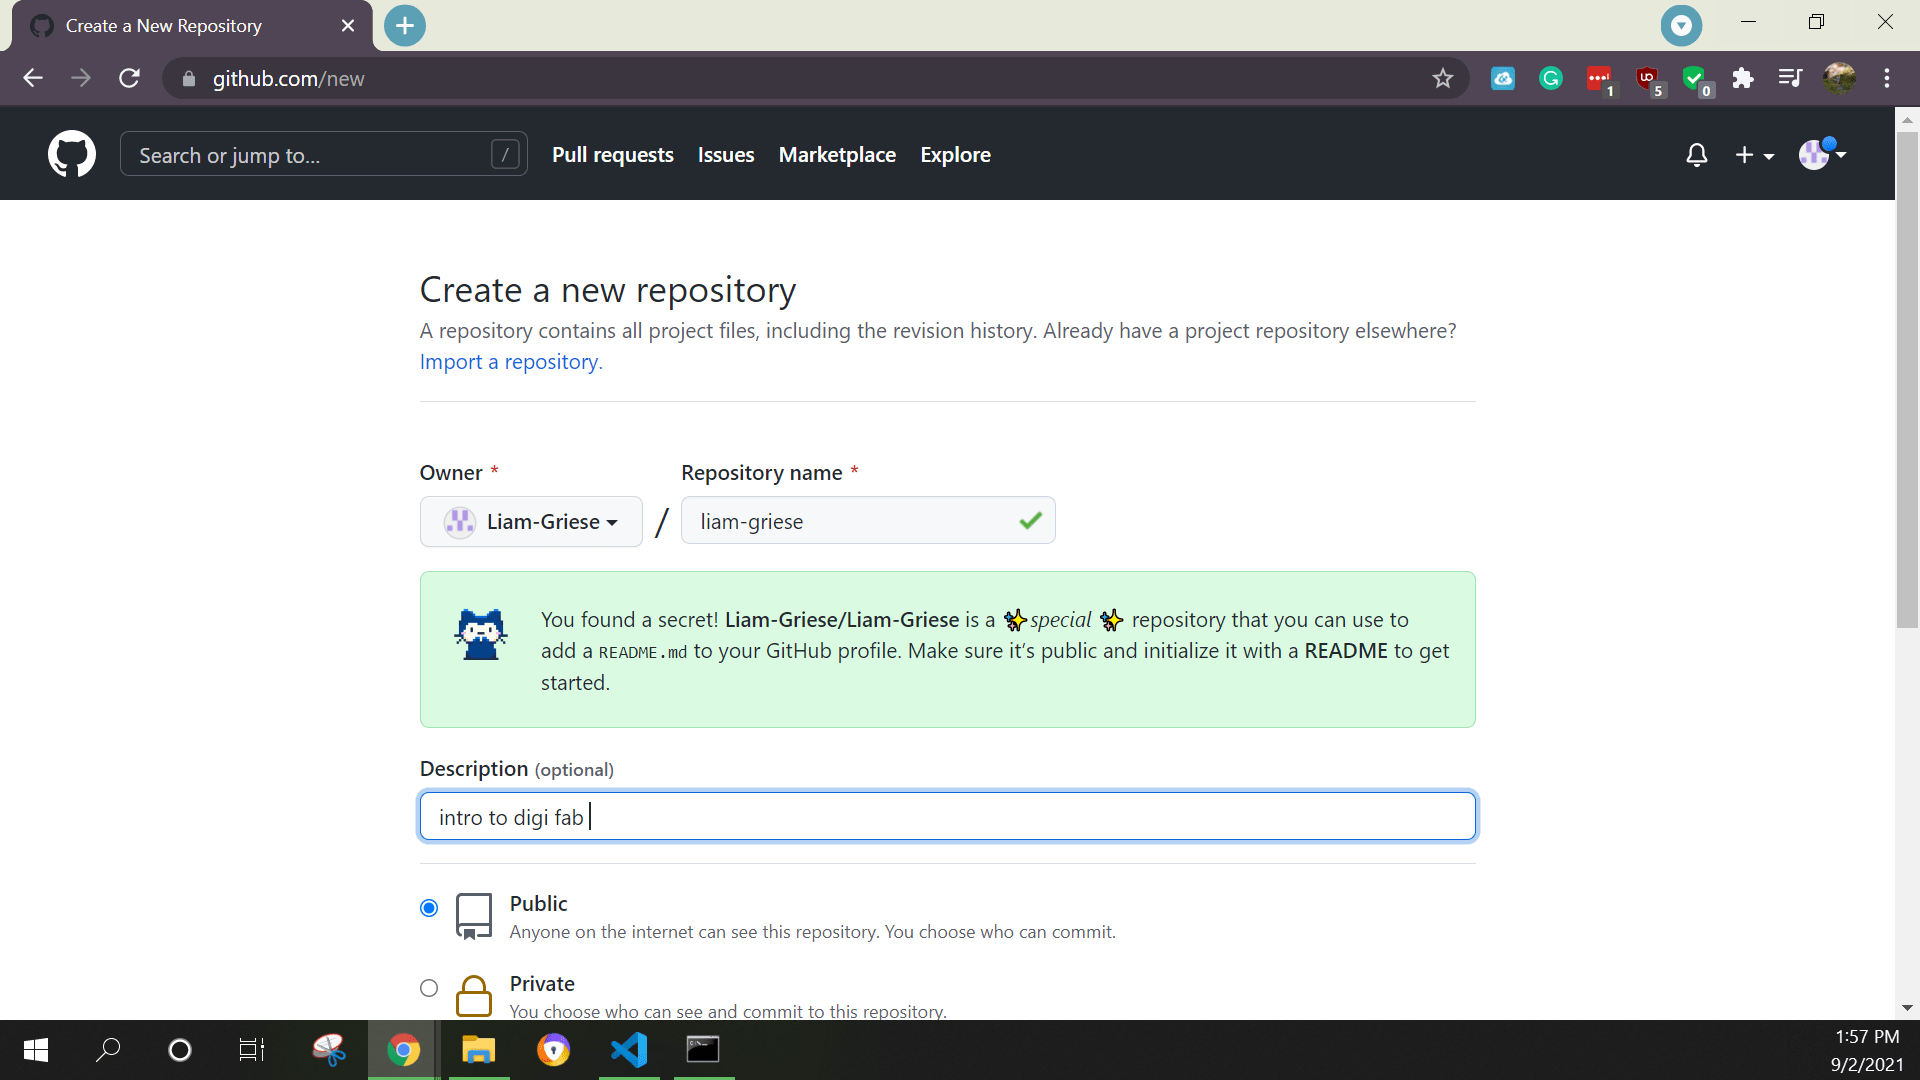 Create a New Repository
github.com/new
1
5
0
Search or jump to...
/
Pull requests
Issues
Marketplace
Explore
Create a new repository
A repository contains all project files, including the revision history. Already have a project repository elsewhere?
Import a repository.
Owner *
Repository name *
Liam-Griese
/
liam-griese
You found a secret! Liam-Griese/Liam-Griese is a ✨special ✨ repository that you can use to
add a README.md to your GitHub profile. Make sure it’s public and initialize it with a README to get
started.
Description (optional)
intro to digi fab
Public
Anyone on the internet can see this repository. You choose who can commit.
Private
You choose who can see and commit to this repository.
1:57 PM
9/2/2021